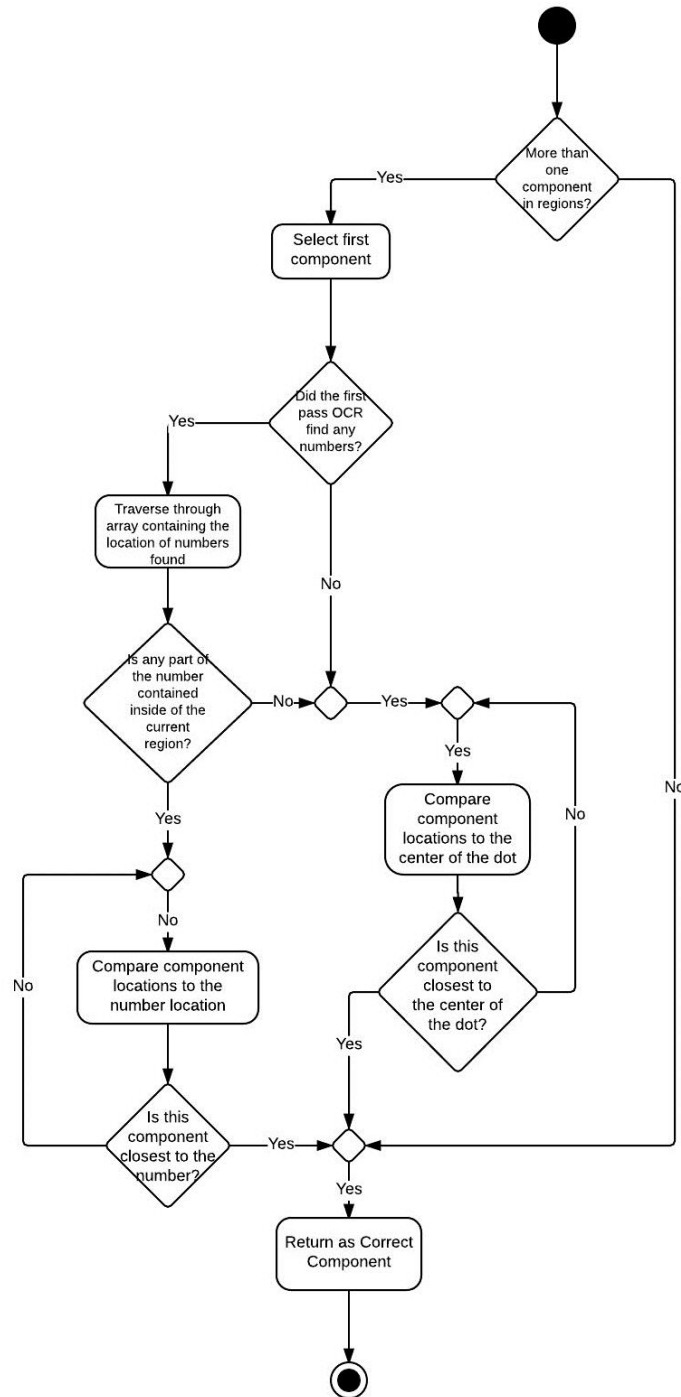 More than
one
component
in regions?
Yes
Select first
component
Did the first
pass OCR
find any
numbers?
Yes
Traverse through
array containing the
location of numbers
found
No
Is any part of
the number
contained
inside of the
current
region?
No
Yes
Yes
Compare
component
locations to the
center of the dot
No
No
Yes
No
Compare component
locations to the
number location
No
Is this
component
closest to
the center of
the dot?
Yes
Is this
component
closest to the
number?
Yes
Yes
Return as Correct
Component